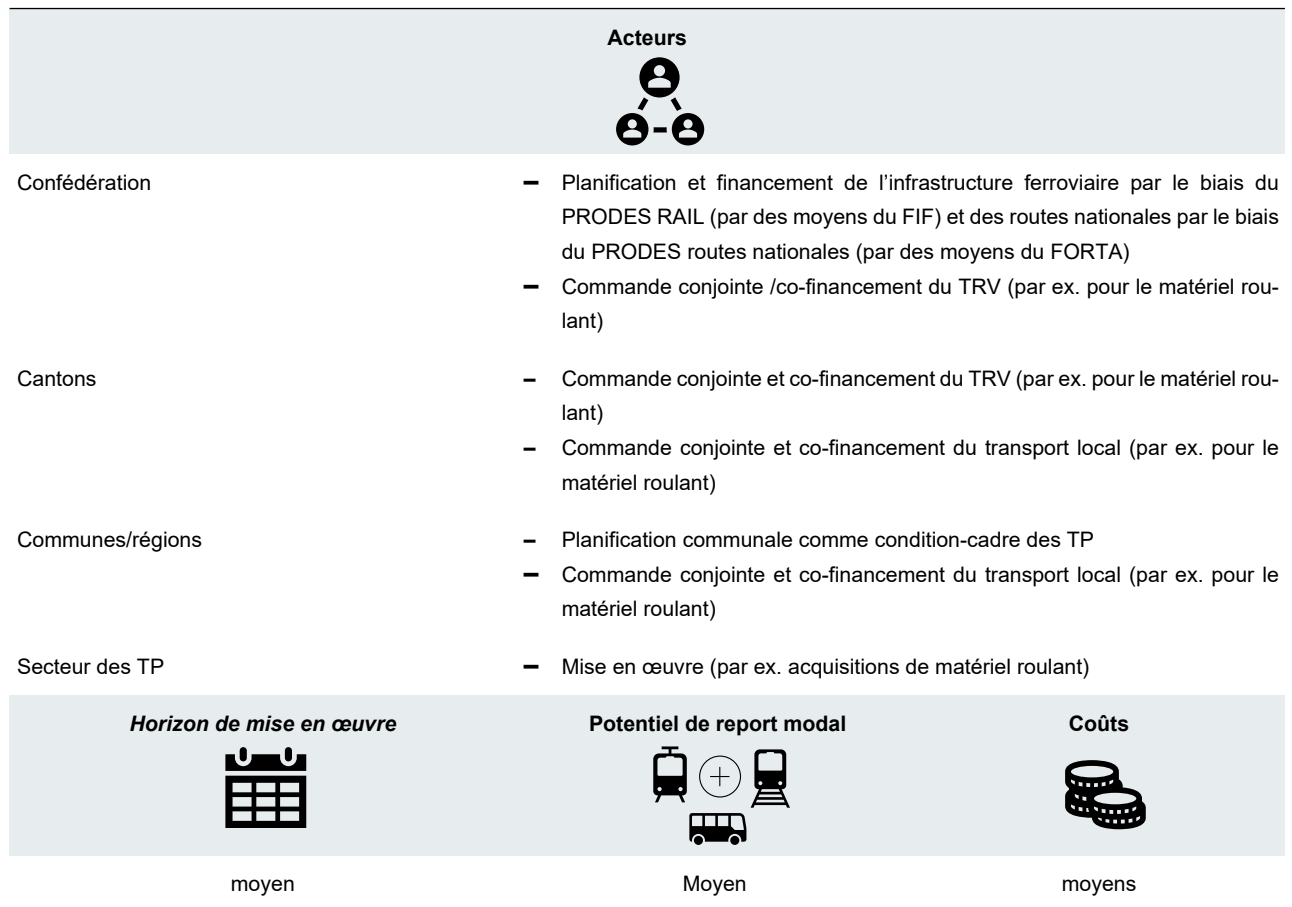 Acteurs
Confédération
– Planification et financement de l’infrastructure ferroviaire par le biais du
PRODES RAIL (par des moyens du FIF) et des routes nationales par le biais
du PRODES routes nationales (par des moyens du FORTA)
– Commande conjointe /co-financement du TRV (par ex. pour le matériel rou-
lant)
Cantons
– Commande conjointe et co-financement du TRV (par ex. pour le matériel rou-
lant)
– Commande conjointe et co-financement du transport local (par ex. pour le
matériel roulant)
Communes/régions
– Planification communale comme condition-cadre des TP
– Commande conjointe et co-financement du transport local (par ex. pour le
matériel roulant)
Secteur des TP
– Mise en œuvre (par ex. acquisitions de matériel roulant)
Horizon de mise en œuvre
Potentiel de report modal
Coûts
moyen
Moyen
moyens